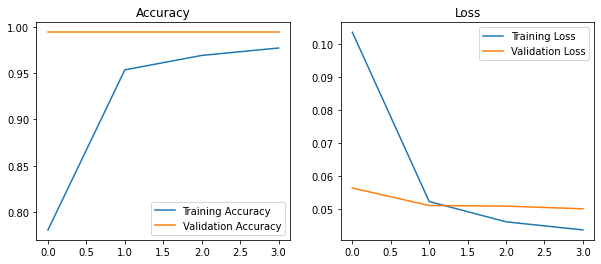 Accuracy
1.00
0.95
0.90
0.85
0.80
0.0 0.5 1.0 1.5 2.0 2.5 3.0
Training Accuracy
Validation Accuracy
Loss
0.10
0.09
0.08
0.07
0.06
0.05
0.0 0.5 1.0 1.5 2.0 2.5 3.0
Training Loss
Validation Loss